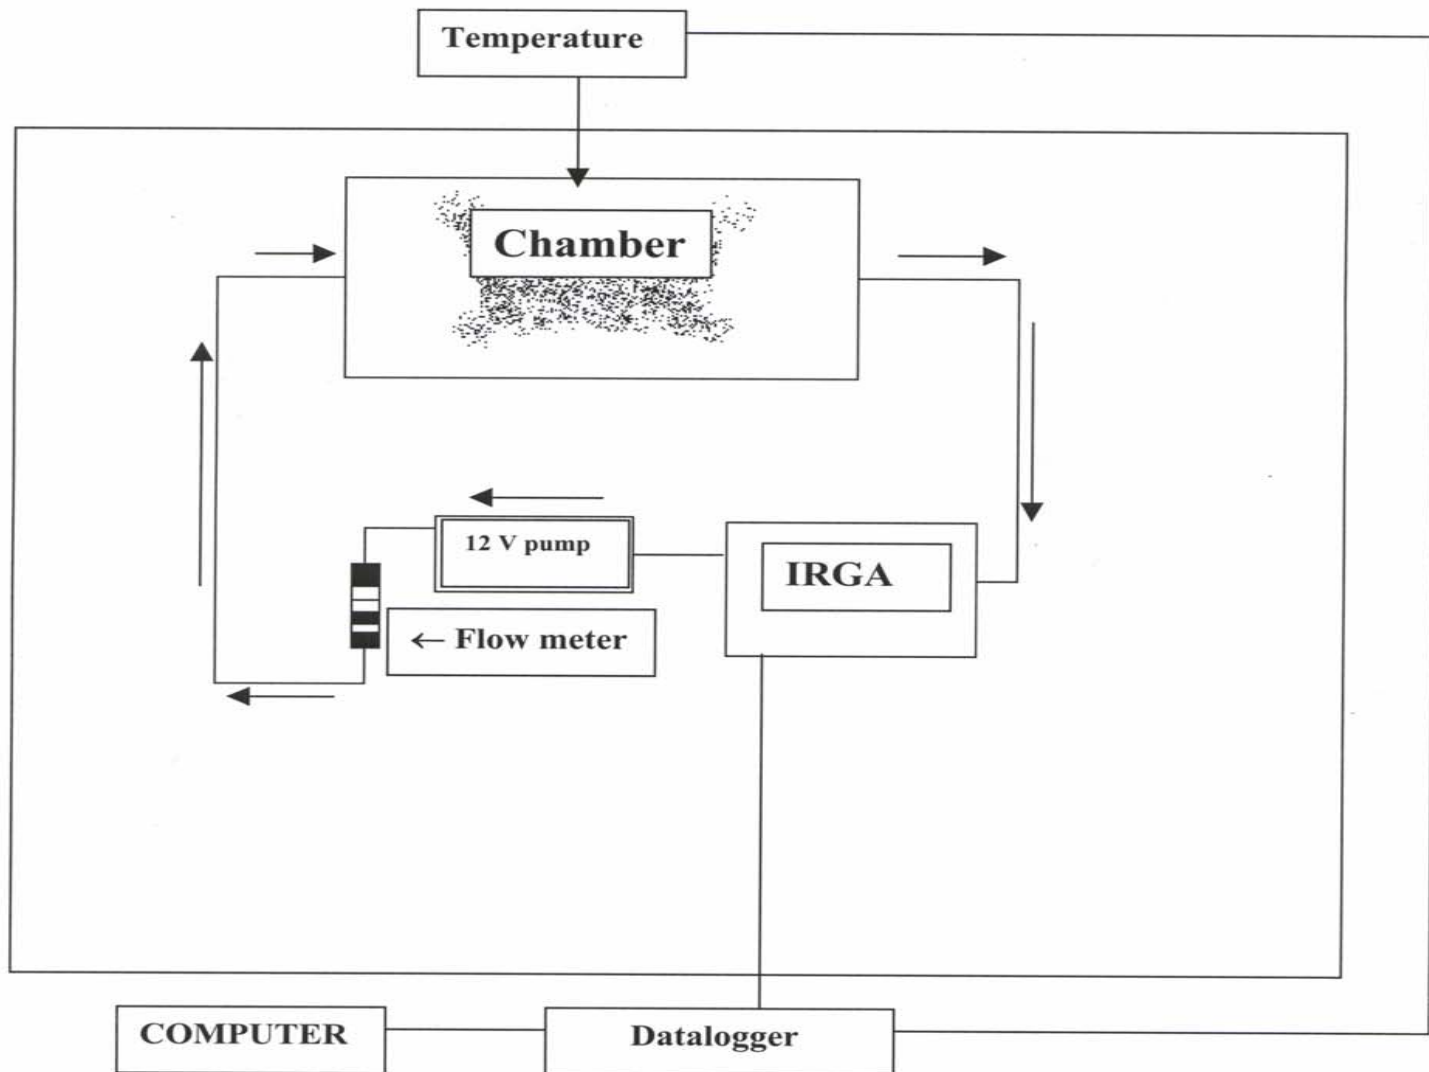 Temperature
Chamber
12 V pump
IRGA
← Flow meter
COMPUTER
Datalogger